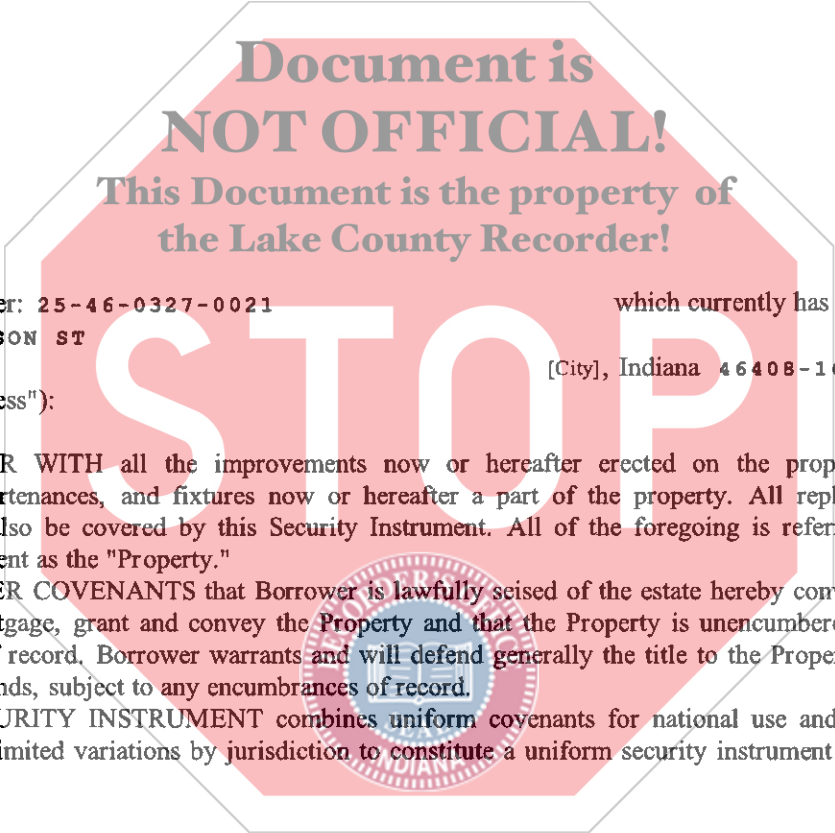 Document is
NOT OFFICIAL!
This Document is the property of
the Lake County Recorder!
er: 25-46-0327-0021 which currently has
SON ST
[City], Indiana 46408-16
ess"):
STOP
R WITH all the improvements now or hereafter erected on the prop
rtenances, and fixtures now or hereafter a part of the property. All repl
lso be covered by this Security Instrument. All of the foregoing is refer
ent as the "Property."
ER COVENANTS that Borrower is lawfully seised of the estate hereby con
tgage, grant and convey the Property and that the Property is unencumbere
f record. Borrower warrants and will defend generally the title to the Prope
nds, subject to any encumbrances of record.
URITY INSTRUMENT combines uniform covenants for national use and
imited variations by jurisdiction to constitute a uniform security instrument
SEAL
INDIANA